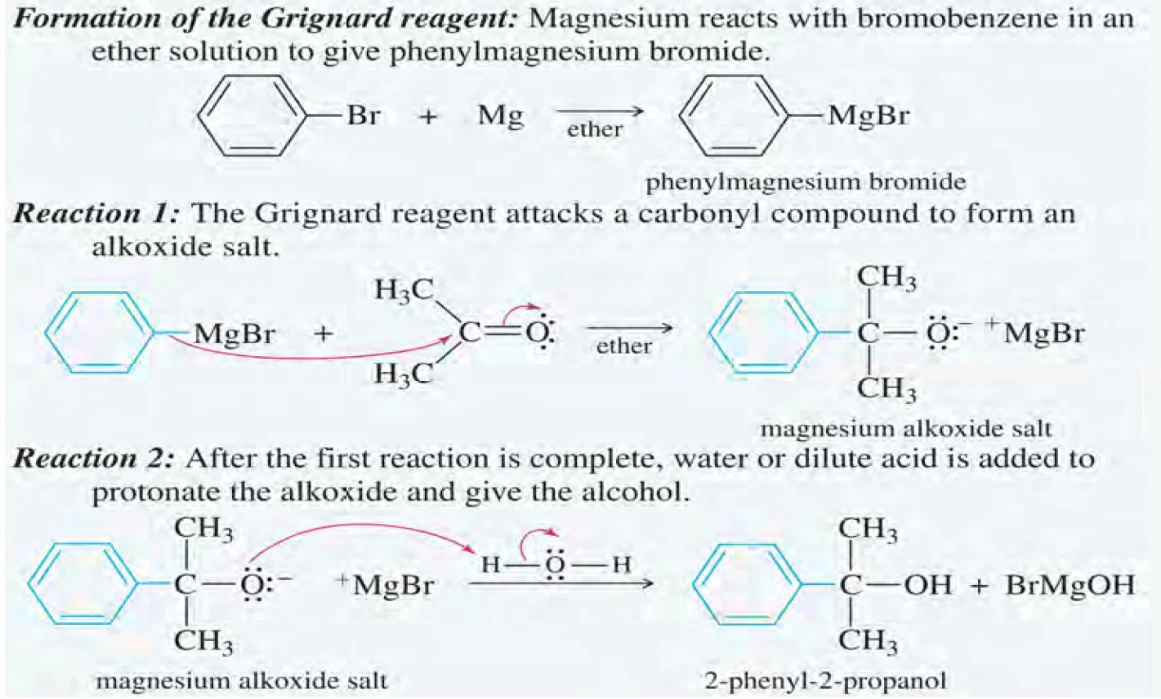 Formation of the Grignard reagent: Magnesium reacts with bromobenzene in an
ether solution to give phenylmagnesium bromide.
Br + Mg ether MgBr
phenylmagnesium bromide
Reaction 1: The Grignard reagent attacks a carbonyl compound to form an
alkoxide salt.
H₃C CH₃
MgBr + C=O ether C—O:⁻ ⁺MgBr
H₃C CH₃
magnesium alkoxide salt
Reaction 2: After the first reaction is complete, water or dilute acid is added to
protonate the alkoxide and give the alcohol.
CH₃ CH₃
C—O:⁻ ⁺MgBr H—O—H C—OH + BrMgOH
CH₃ CH₃
magnesium alkoxide salt 2-phenyl-2-propanol